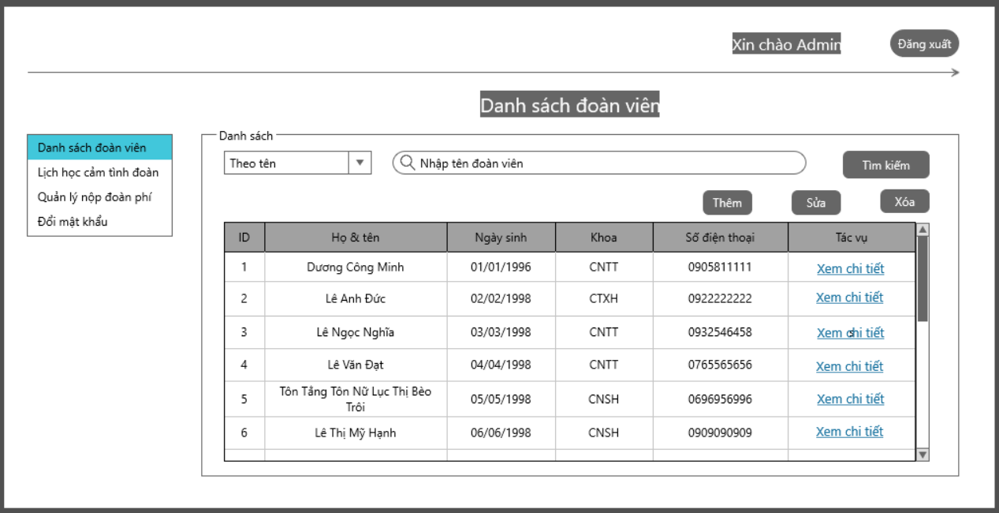 Xin chào Admin
Đăng xuất
Danh sách đoàn viên
Danh sách đoàn viên
Lịch học cảm tình đoàn
Quản lý nộp đoàn phí
Đổi mật khẩu
Danh sách
Theo tên
Nhập tên đoàn viên
Tìm kiếm
Thêm
Sửa
Xóa
ID Họ & tên Ngày sinh Khoa Số điện thoại Tác vụ
1 Dương Công Minh 01/01/1996 CNTT 0905811111 Xem chi tiết
2 Lê Anh Đức 02/02/1998 CTXH 0922222222 Xem chi tiết
3 Lê Ngọc Nghĩa 03/03/1998 CNTT 0932546458 Xem chi tiết
4 Lê Văn Đạt 04/04/1998 CNTT 0765565656 Xem chi tiết
5 Tôn Tẳng Tôn Nữ Lục Thị Bèo 05/05/1998 CNSH 0696956996 Xem chi tiết
Trôi
6 Lê Thị Mỹ Hạnh 06/06/1998 CNSH 0909090909 Xem chi tiết